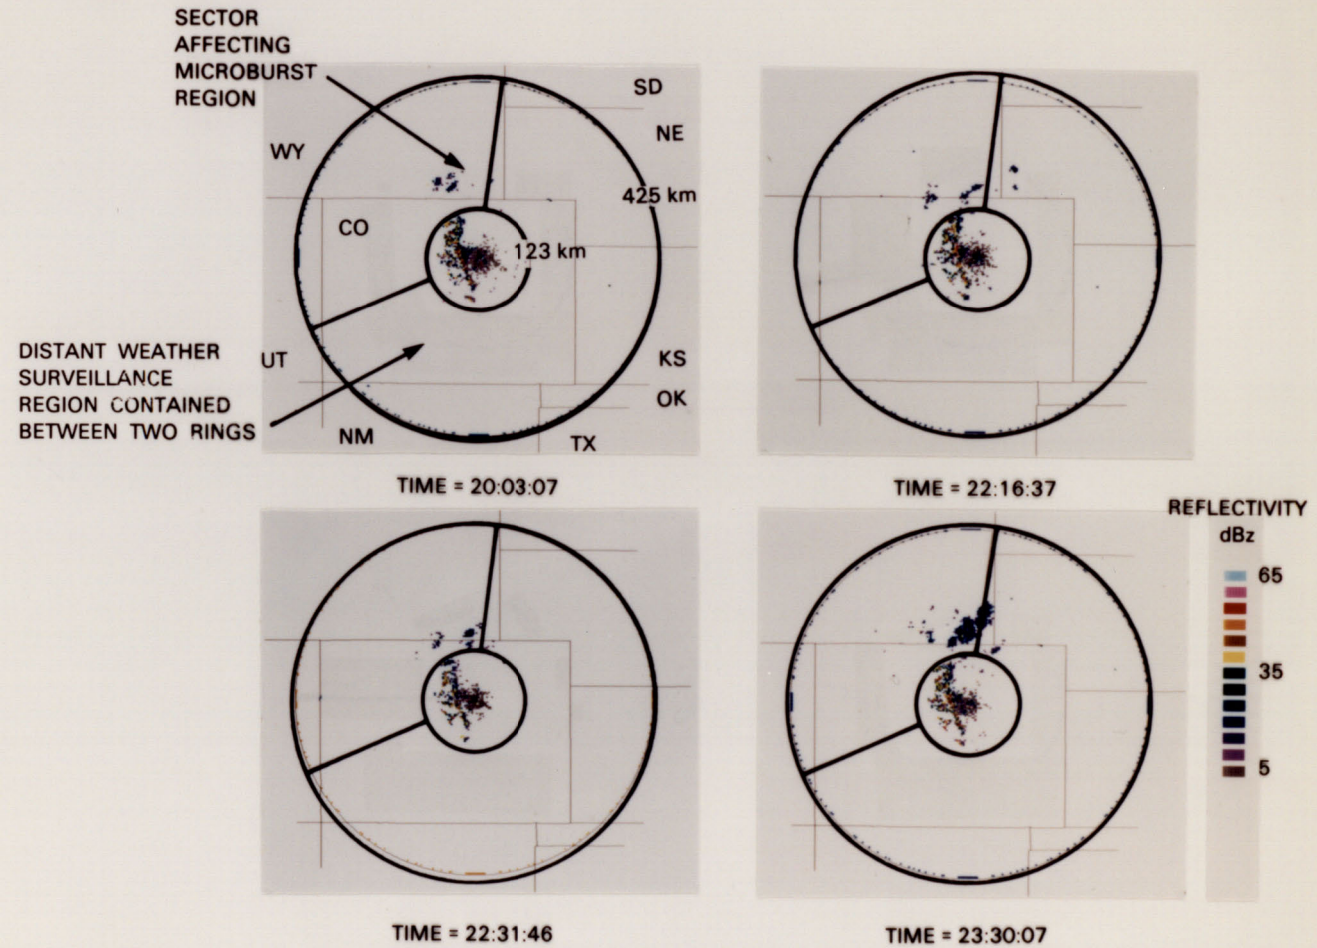 SECTOR
AFFECTING
MICROBURST
REGION
SD
NE
WY
425 km
CO
123 km
DISTANT WEATHER
SURVEILLANCE
REGION CONTAINED
BETWEEN TWO RINGS
UT
KS
OK
NM
TX
TIME = 20:03:07
TIME = 22:16:37
REFLECTIVITY
dBz
65
35
5
TIME = 22:31:46
TIME = 23:30:07